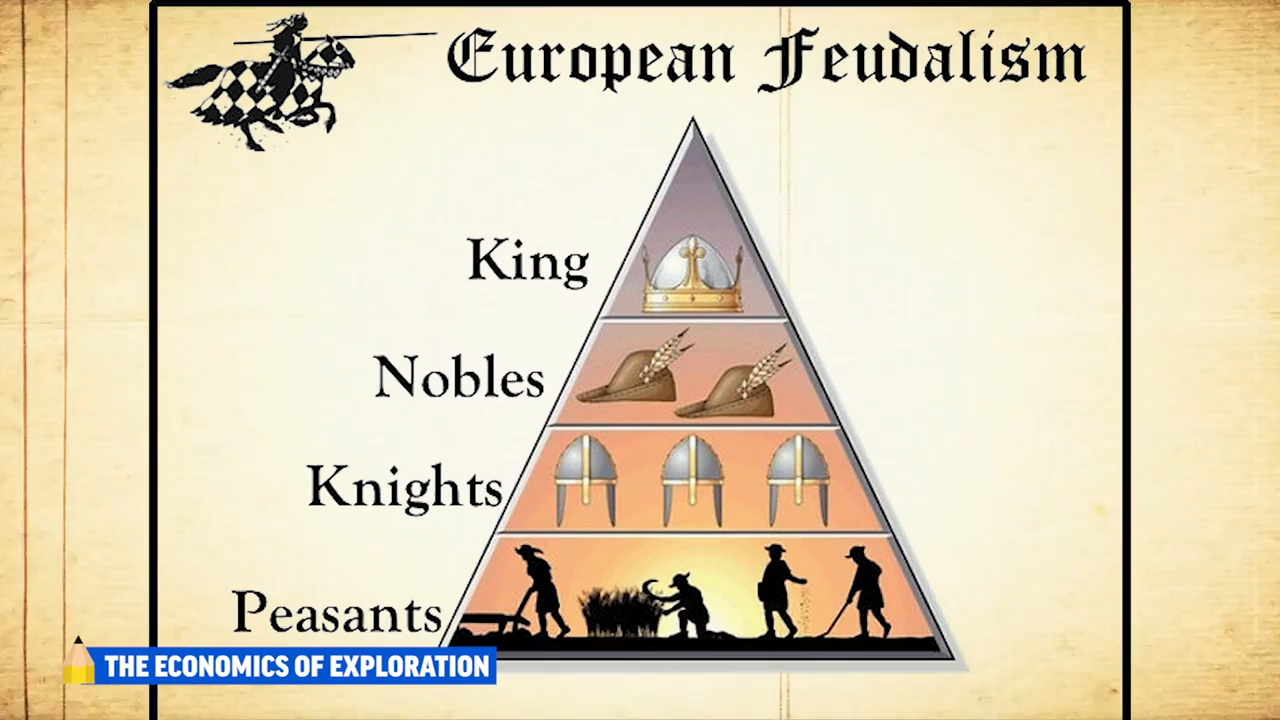 European Feudalism
King
Nobles
Knights
Peasants
THE ECONOMICS OF EXPLORATION